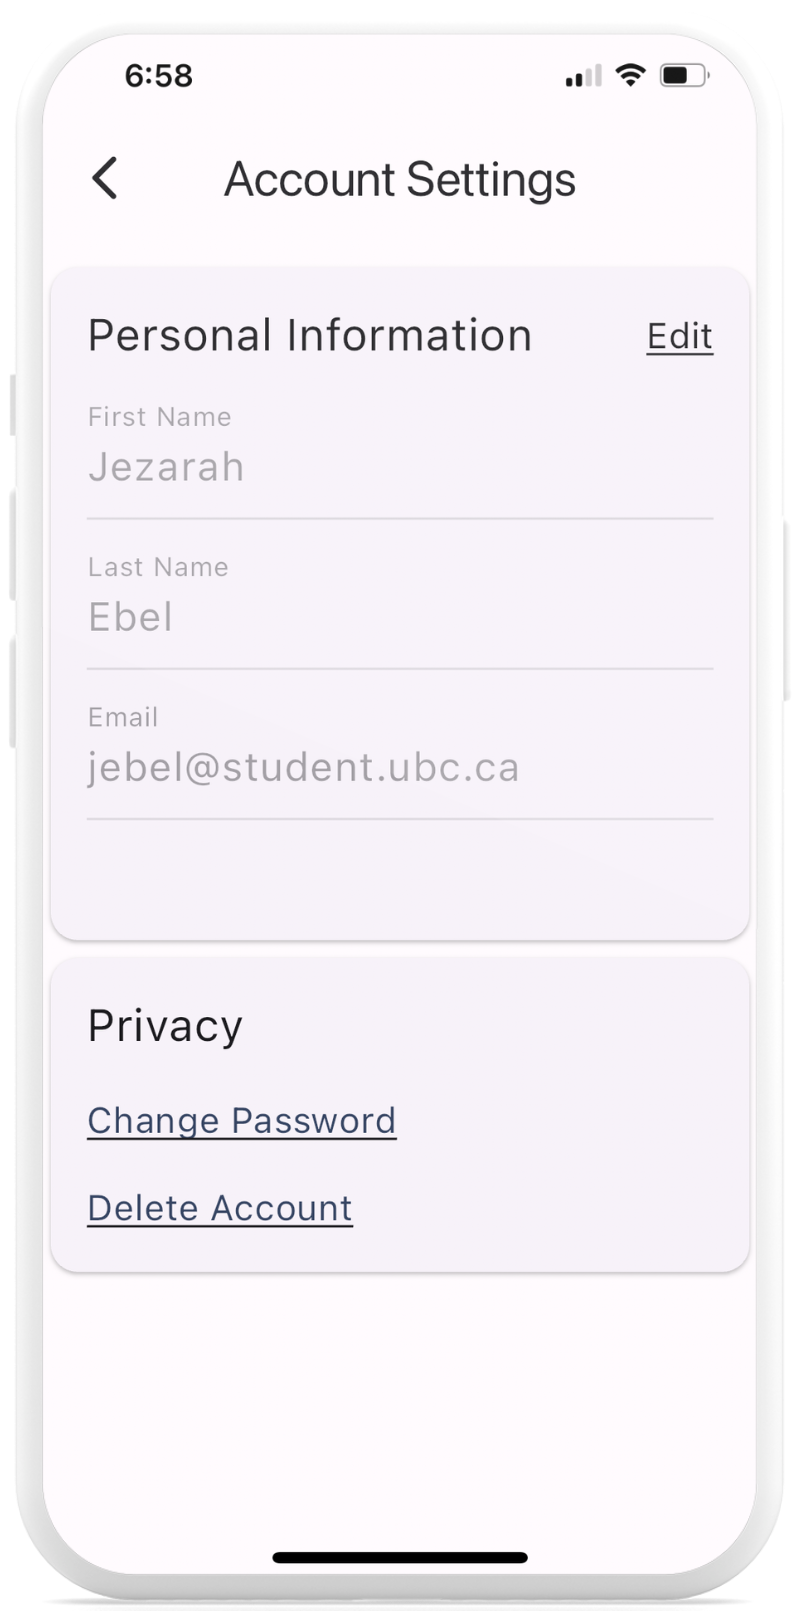 6:58
Account Settings
Personal Information Edit
First Name
Jezarah
Last Name
Ebel
Email
jebel@student.ubc.ca
Privacy
Change Password
Delete Account